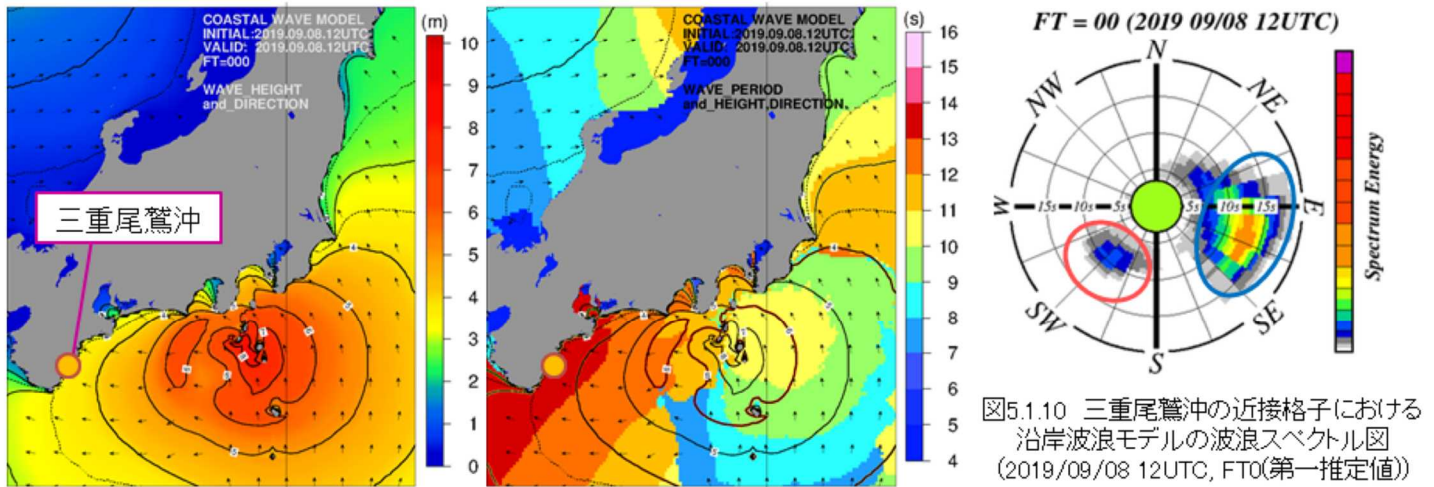 COASTAL WAVE MODEL
INITIAL:2019.09.08.12UTC
VALID: 2019.09.08.12UTC
FT=000
WAVE_HEIGHT
and_DIRECTION
(m)
10
9
8
7
6
5
4
3
2
1
0
三重尾鷲沖
COASTAL WAVE MODEL
INITIAL:2019.09.08.12UTC
VALID: 2019.09.08.12UTC
FT=000
WAVE_PERIOD
and_HEIGHT,DIRECTION.
(s)
16
15
14
13
12
11
10
9
8
7
6
5
4
FT = 00 (2019 09/08 12UTC)
N
NW
NE
W
15s
10s
5s
5s
10s
15s
E
SW
SE
S
Spectrum Energy
図5.1.10 三重尾鷲沖の近接格子における
沿岸波浪モデルの波浪スペクトル図
(2019/09/08 12UTC, FT0(第一推定値))